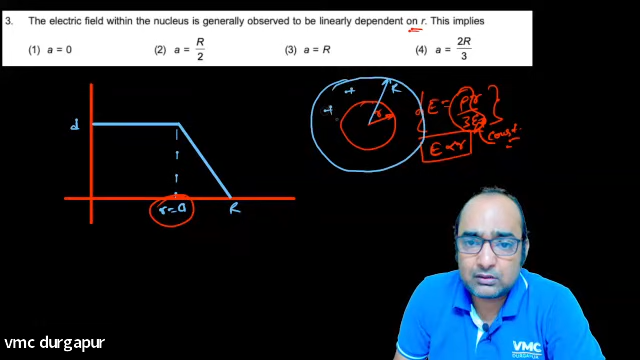 3. The electric field within the nucleus is generally observed to be linearly dependent on r. This implies
(1) a = 0 (2) a = R/2 (3) a = R (4) a = 2R/3
d
r = a
R
+ +
+
R
r
E = ρr/3ε₀
const.
E ∝ r
VMC
DURGAPUR
vmc durgapur